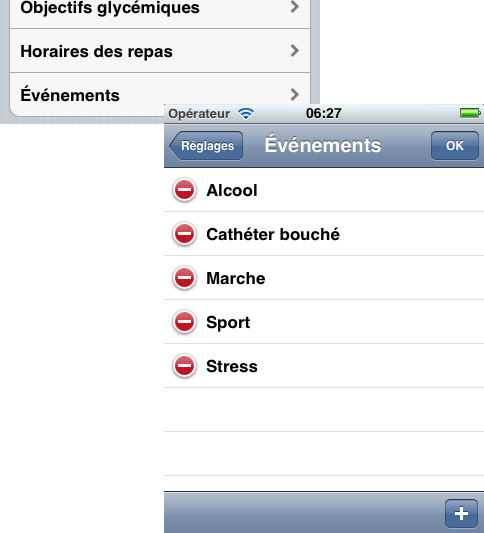 Objectifs glycémiques
Horaires des repas
Événements
Opérateur 06:27
Réglages Événements OK
Alcool
Cathéter bouché
Marche
Sport
Stress
+